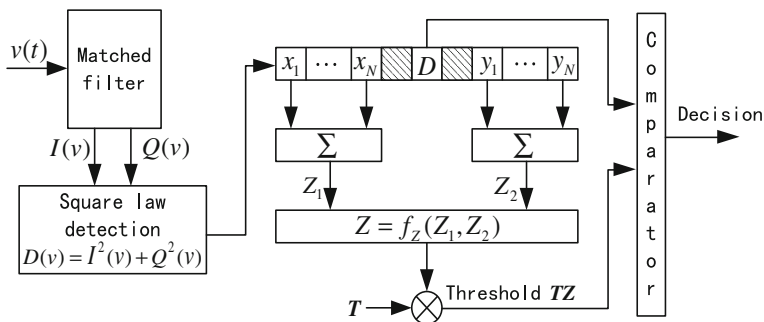 v(t)
Matched
filter
I(v)
Q(v)
Square law
detection
D(v)=I²(v)+Q²(v)
x₁ ⋯ x_N D y₁ ⋯ y_N
Σ
Σ
Z₁
Z₂
Z = f_Z(Z₁,Z₂)
T
Threshold TZ
Comparator
Decision